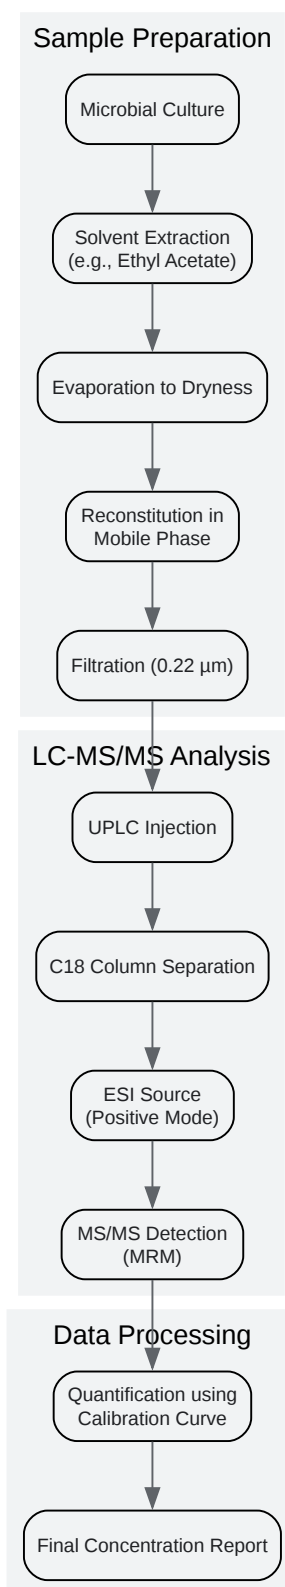 Sample Preparation
Microbial Culture
Solvent Extraction
(e.g., Ethyl Acetate)
Evaporation to Dryness
Reconstitution in
Mobile Phase
Filtration (0.22 µm)
LC-MS/MS Analysis
UPLC Injection
C18 Column Separation
ESI Source
(Positive Mode)
MS/MS Detection
(MRM)
Data Processing
Quantification using
Calibration Curve
Final Concentration Report